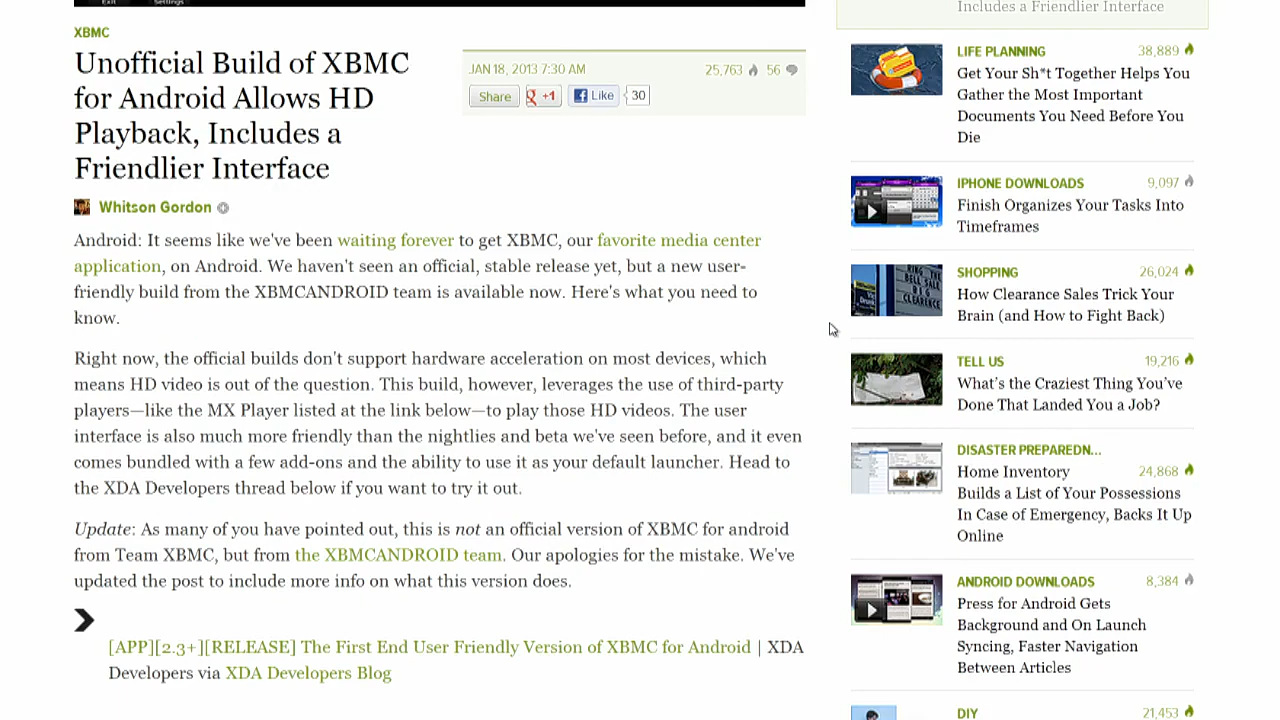 Exit Settings
XBMC
Unofficial Build of XBMC
for Android Allows HD
Playback, Includes a
Friendlier Interface
JAN 18, 2013 7:30 AM
25,763 56
Share +1 Like 30
Whitson Gordon
Android: It seems like we've been waiting forever to get XBMC, our favorite media center
application, on Android. We haven't seen an official, stable release yet, but a new user-
friendly build from the XBMCANDROID team is available now. Here's what you need to
know.
Right now, the official builds don't support hardware acceleration on most devices, which
means HD video is out of the question. This build, however, leverages the use of third-party
players—like the MX Player listed at the link below—to play those HD videos. The user
interface is also much more friendly than the nightlies and beta we've seen before, and it even
comes bundled with a few add-ons and the ability to use it as your default launcher. Head to
the XDA Developers thread below if you want to try it out.
Update: As many of you have pointed out, this is not an official version of XBMC for android
from Team XBMC, but from the XBMCANDROID team. Our apologies for the mistake. We've
updated the post to include more info on what this version does.
[APP][2.3+][RELEASE] The First End User Friendly Version of XBMC for Android | XDA
Developers via XDA Developers Blog
Includes a Friendlier Interface
LIFE PLANNING 38,889
Get Your Sh*t Together Helps You
Gather the Most Important
Documents You Need Before You
Die
IPHONE DOWNLOADS 9,097
Finish Organizes Your Tasks Into
Timeframes
SHOPPING 26,024
How Clearance Sales Trick Your
Brain (and How to Fight Back)
TELL US 19,216
What's the Craziest Thing You've
Done That Landed You a Job?
DISASTER PREPAREDN...
Home Inventory 24,868
Builds a List of Your Possessions
In Case of Emergency, Backs It Up
Online
ANDROID DOWNLOADS 8,384
Press for Android Gets
Background and On Launch
Syncing, Faster Navigation
Between Articles
DIY 21,453